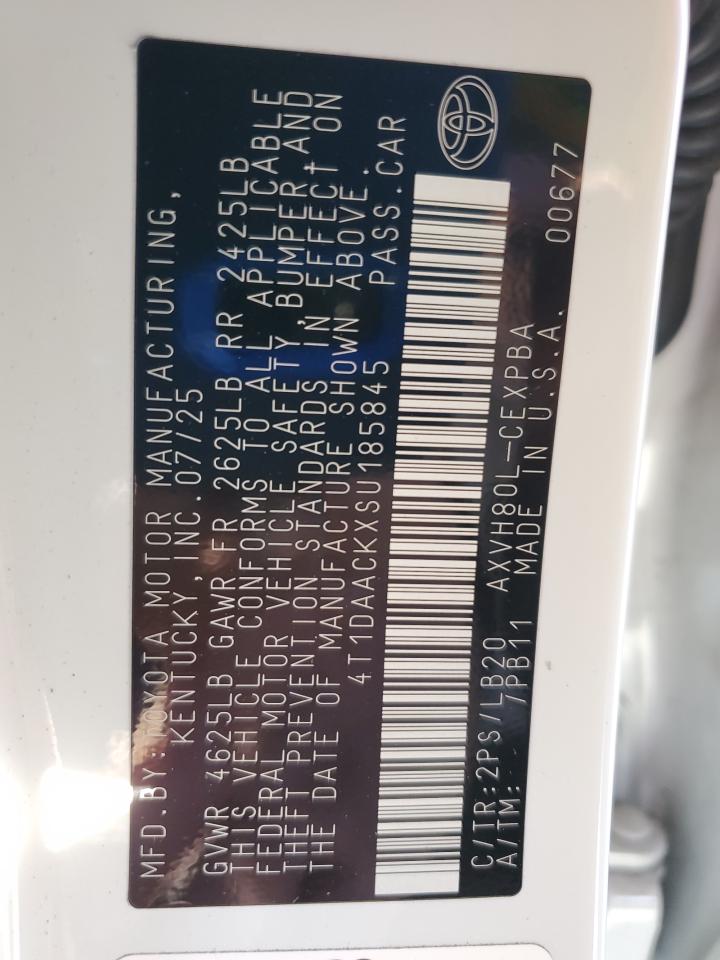 MFD.BY:TOYOTA MOTOR MANUFACTURING,
KENTUCKY, INC.07/25
GVWR 4625LB GAWR FR 2625LB RR 2425LB
THIS VEHICLE CONFORMS TO ALL APPLICABLE
FEDERAL MOTOR VEHICLE SAFETY, BUMPER, AND
THEFT PREVENTION STANDARDS IN EFFECT ON
THE DATE OF MANUFACTURE SHOWN ABOVE.
4T1DAACKXSU185845 PASS.CAR
C/TR:2PS/LB20 AXVH80L-CEXPBA
A/TM: /PB11 MADE IN U.S.A. 00677